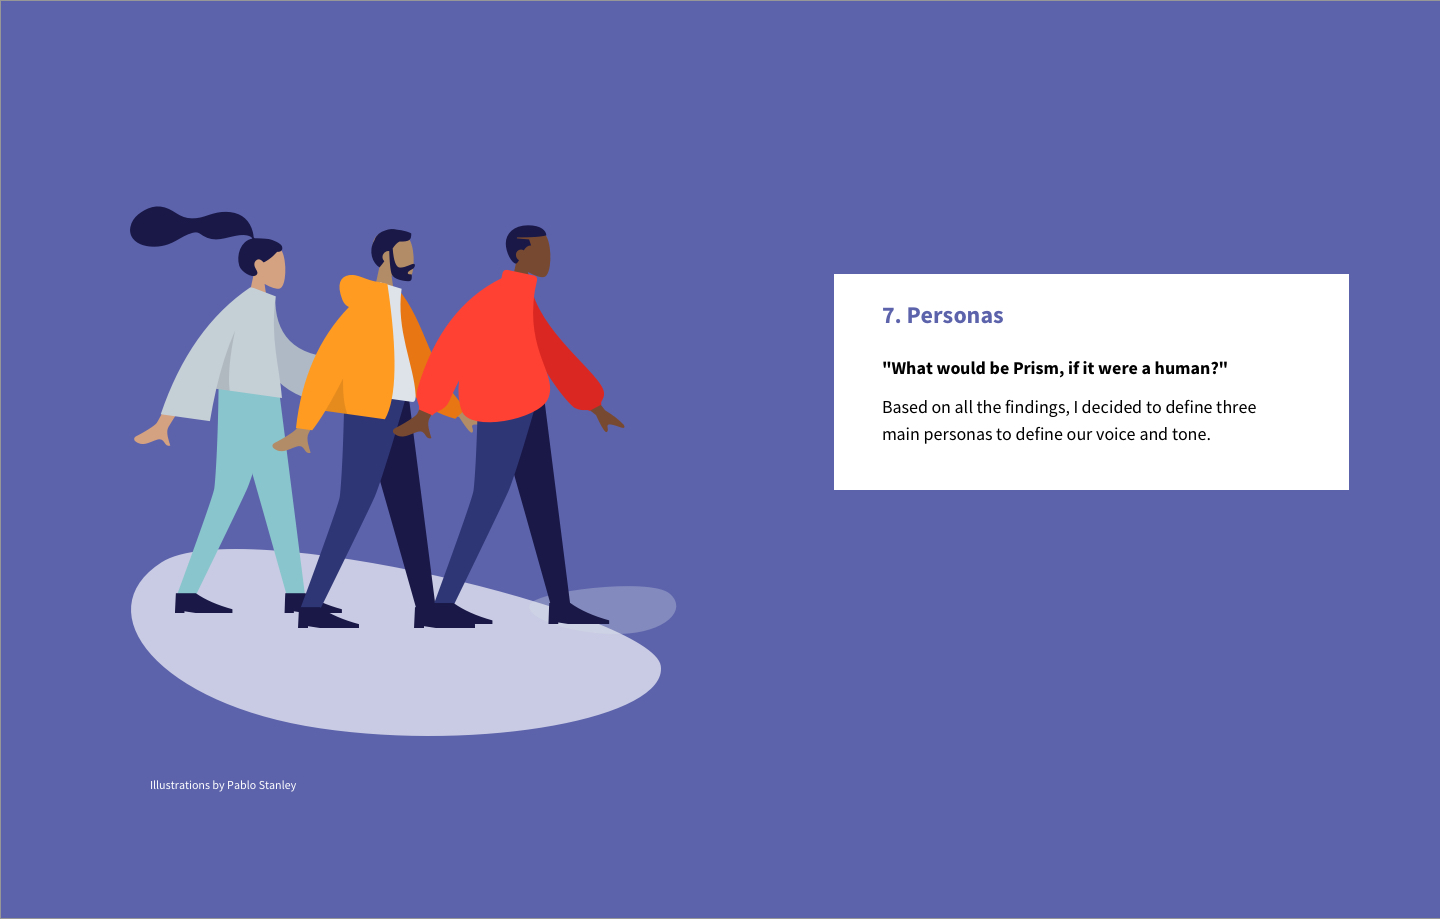 7. Personas
"What would be Prism, if it were a human?"
Based on all the findings, I decided to define three
main personas to define our voice and tone.
Illustrations by Pablo Stanley